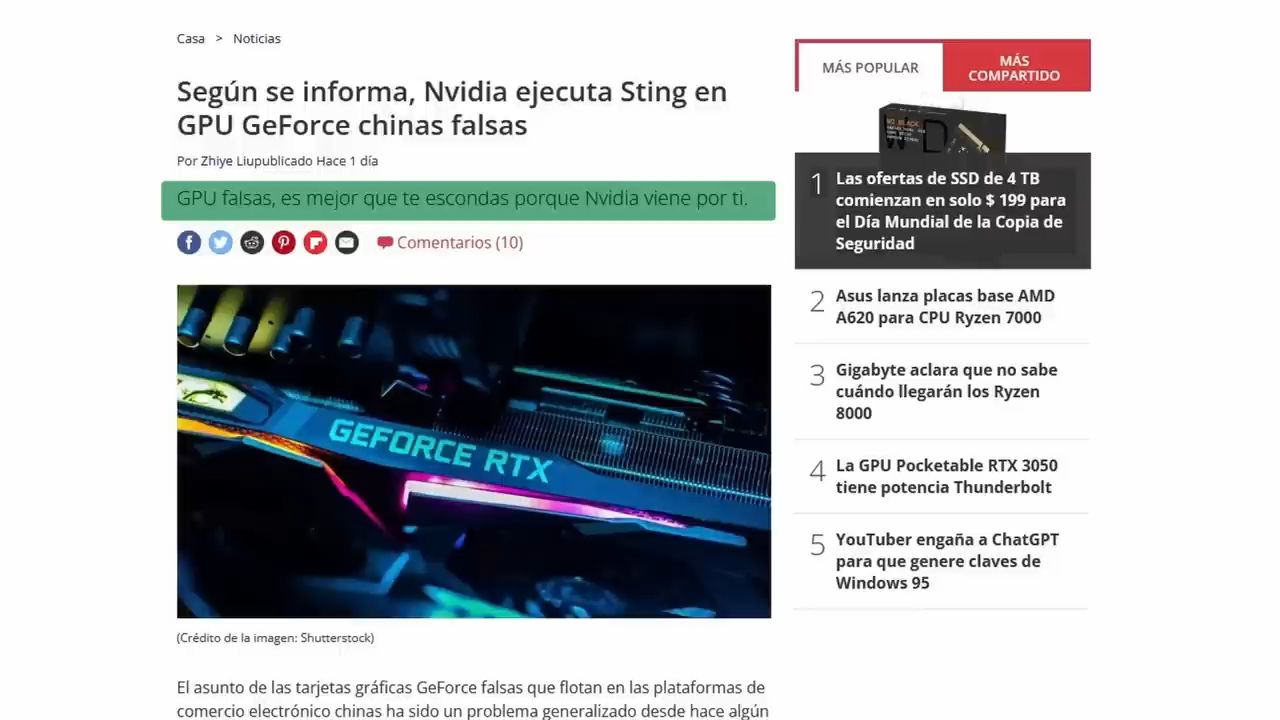 Casa > Noticias
Según se informa, Nvidia ejecuta Sting en
GPU GeForce chinas falsas
Por Zhiye Liupublicado Hace 1 día
GPU falsas, es mejor que te escondas porque Nvidia viene por ti.
Comentarios (10)
GEFORCE RTX
(Crédito de la imagen: Shutterstock)
El asunto de las tarjetas gráficas GeForce falsas que flotan en las plataformas de
comercio electrónico chinas ha sido un problema generalizado desde hace algún
MÁS POPULAR
MÁS
COMPARTIDO
1
Las ofertas de SSD de 4 TB
comienzan en solo $ 199 para
el Día Mundial de la Copia de
Seguridad
2
Asus lanza placas base AMD
A620 para CPU Ryzen 7000
3
Gigabyte aclara que no sabe
cuándo llegarán los Ryzen
8000
4
La GPU Pocketable RTX 3050
tiene potencia Thunderbolt
5
YouTuber engaña a ChatGPT
para que genere claves de
Windows 95